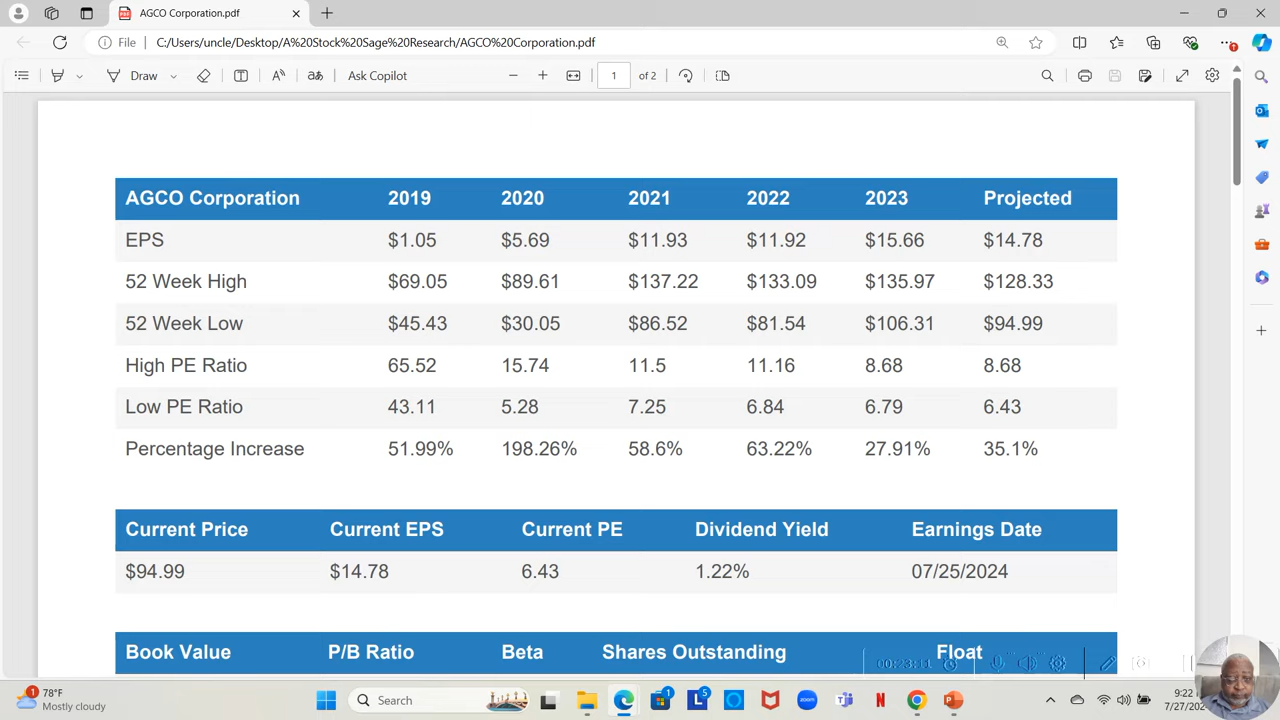 AGCO Corporation.pdf
File C:/Users/uncle/Desktop/A%20Stock%20Sage%20Research/AGCO%20Corporation.pdf
Draw Ask Copilot 1 of 2
AGCO Corporation 2019 2020 2021 2022 2023 Projected
EPS $1.05 $5.69 $11.93 $11.92 $15.66 $14.78
52 Week High $69.05 $89.61 $137.22 $133.09 $135.97 $128.33
52 Week Low $45.43 $30.05 $86.52 $81.54 $106.31 $94.99
High PE Ratio 65.52 15.74 11.5 11.16 8.68 8.68
Low PE Ratio 43.11 5.28 7.25 6.84 6.79 6.43
Percentage Increase 51.99% 198.26% 58.6% 63.22% 27.91% 35.1%
Current Price Current EPS Current PE Dividend Yield Earnings Date
$94.99 $14.78 6.43 1.22% 07/25/2024
Book Value P/B Ratio Beta Shares Outstanding Float
1 78°F Search 1 5 9:22
Mostly cloudy